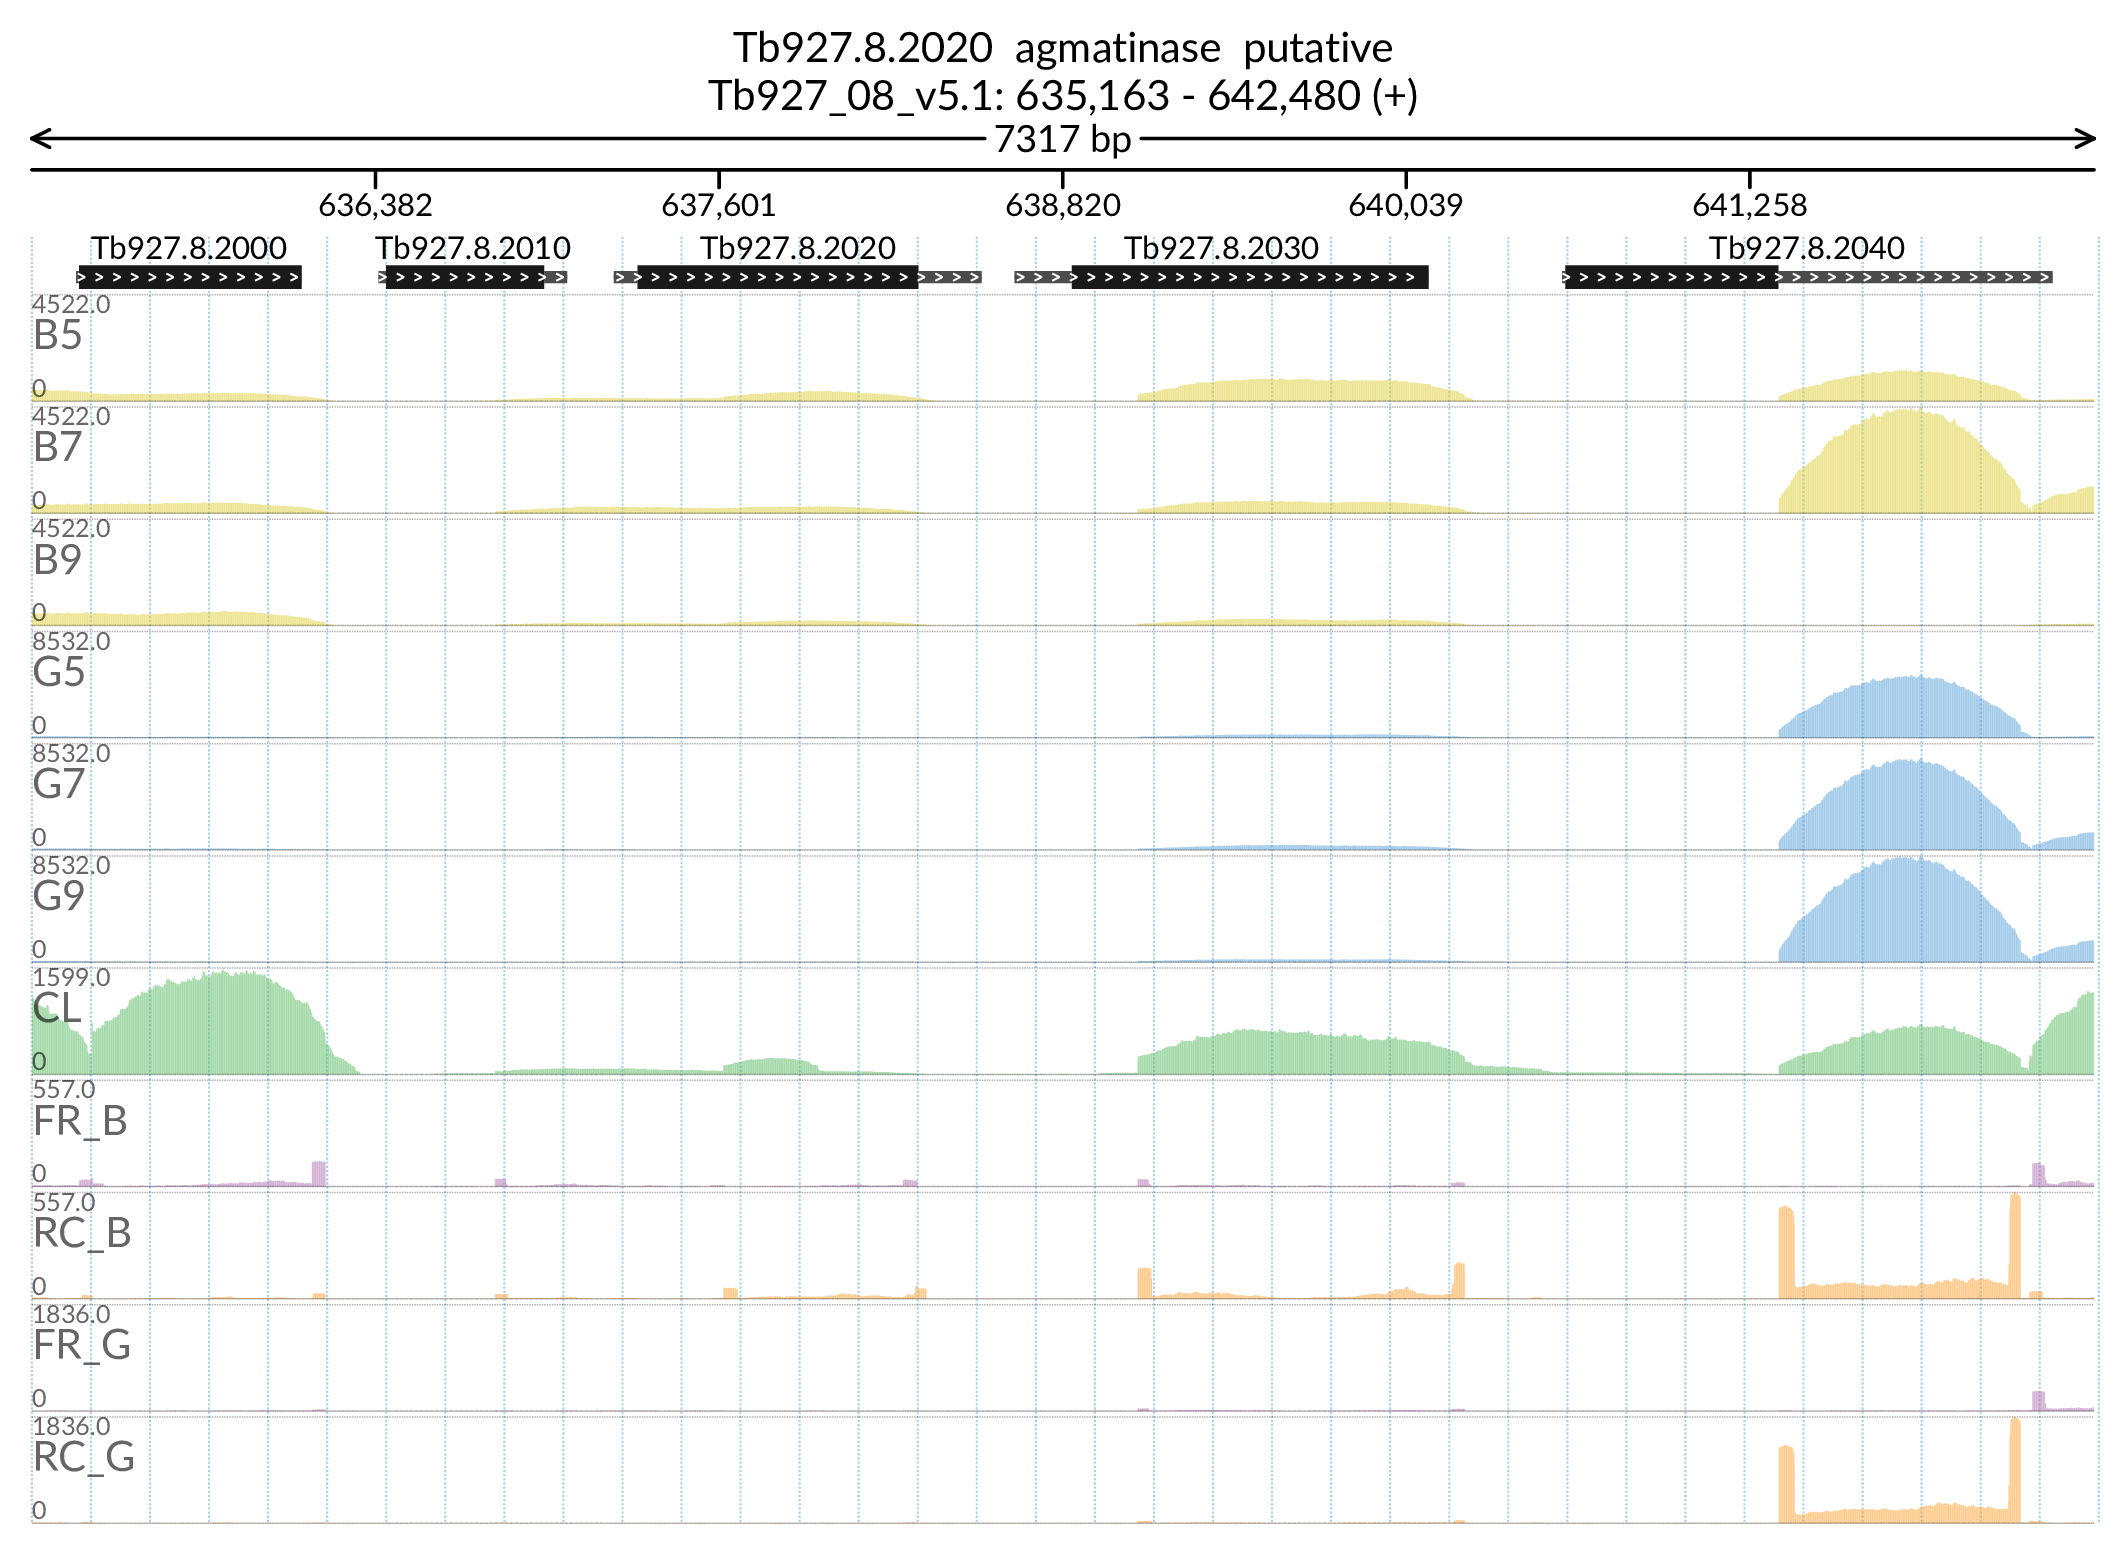 Tb927.8.2020 agmatinase putative
Tb927_08_v5.1: 635,163 - 642,480 (+)
7317 bp
636,382 637,601 638,820 640,039 641,258
Tb927.8.2000 Tb927.8.2010 Tb927.8.2020 Tb927.8.2030 Tb927.8.2040
4522.0
B5
0
4522.0
B7
0
4522.0
B9
0
8532.0
G5
0
8532.0
G7
0
8532.0
G9
0
1599.0
CL
0
557.0
FR_B
0
557.0
RC_B
0
1836.0
FR_G
0
1836.0
RC_G
0